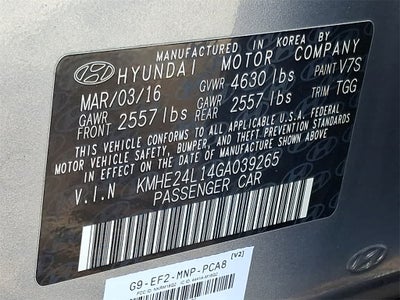 MANUFACTURED IN KOREA BY
HYUNDAI MOTOR COMPANY
MAR/03/16 GVWR 4630 lbs PAINT V7S
GAWR FRONT 2557 lbs GAWR REAR 2557 lbs TRIM TGG
THIS VEHICLE CONFORMS TO ALL APPLICABLE U.S.A FEDERAL
MOTOR VEHICLE SAFETY, BUMPER, AND THEFT PREVENTION STANDARDS
IN EFFECT ON THE DATE OF MANUFACTURE SHOWN ABOVE.
V.I.N KMHE24L14GA039265
PASSENGER CAR
[V2]
G9-EF2-MNP-PCA8